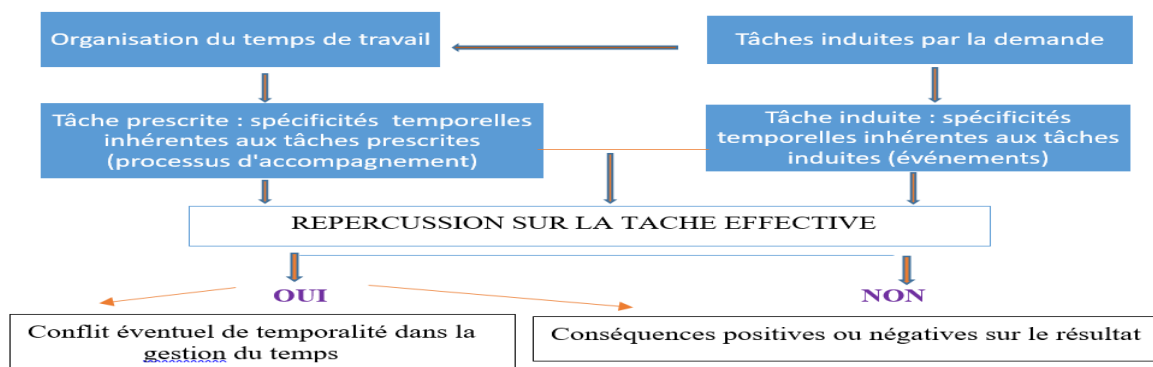 Organisation du temps de travail
Tâches induites par la demande
Tâche prescrite : spécificités temporelles
inhérentes aux tâches prescrites
(processus d'accompagnement)
Tâche induite : spécificités
temporelles inhérentes aux tâches
induites (événements)
REPERCUSSION SUR LA TACHE EFFECTIVE
OUI
NON
Conflit éventuel de temporalité dans la
gestion du temps
Conséquences positives ou négatives sur le résultat